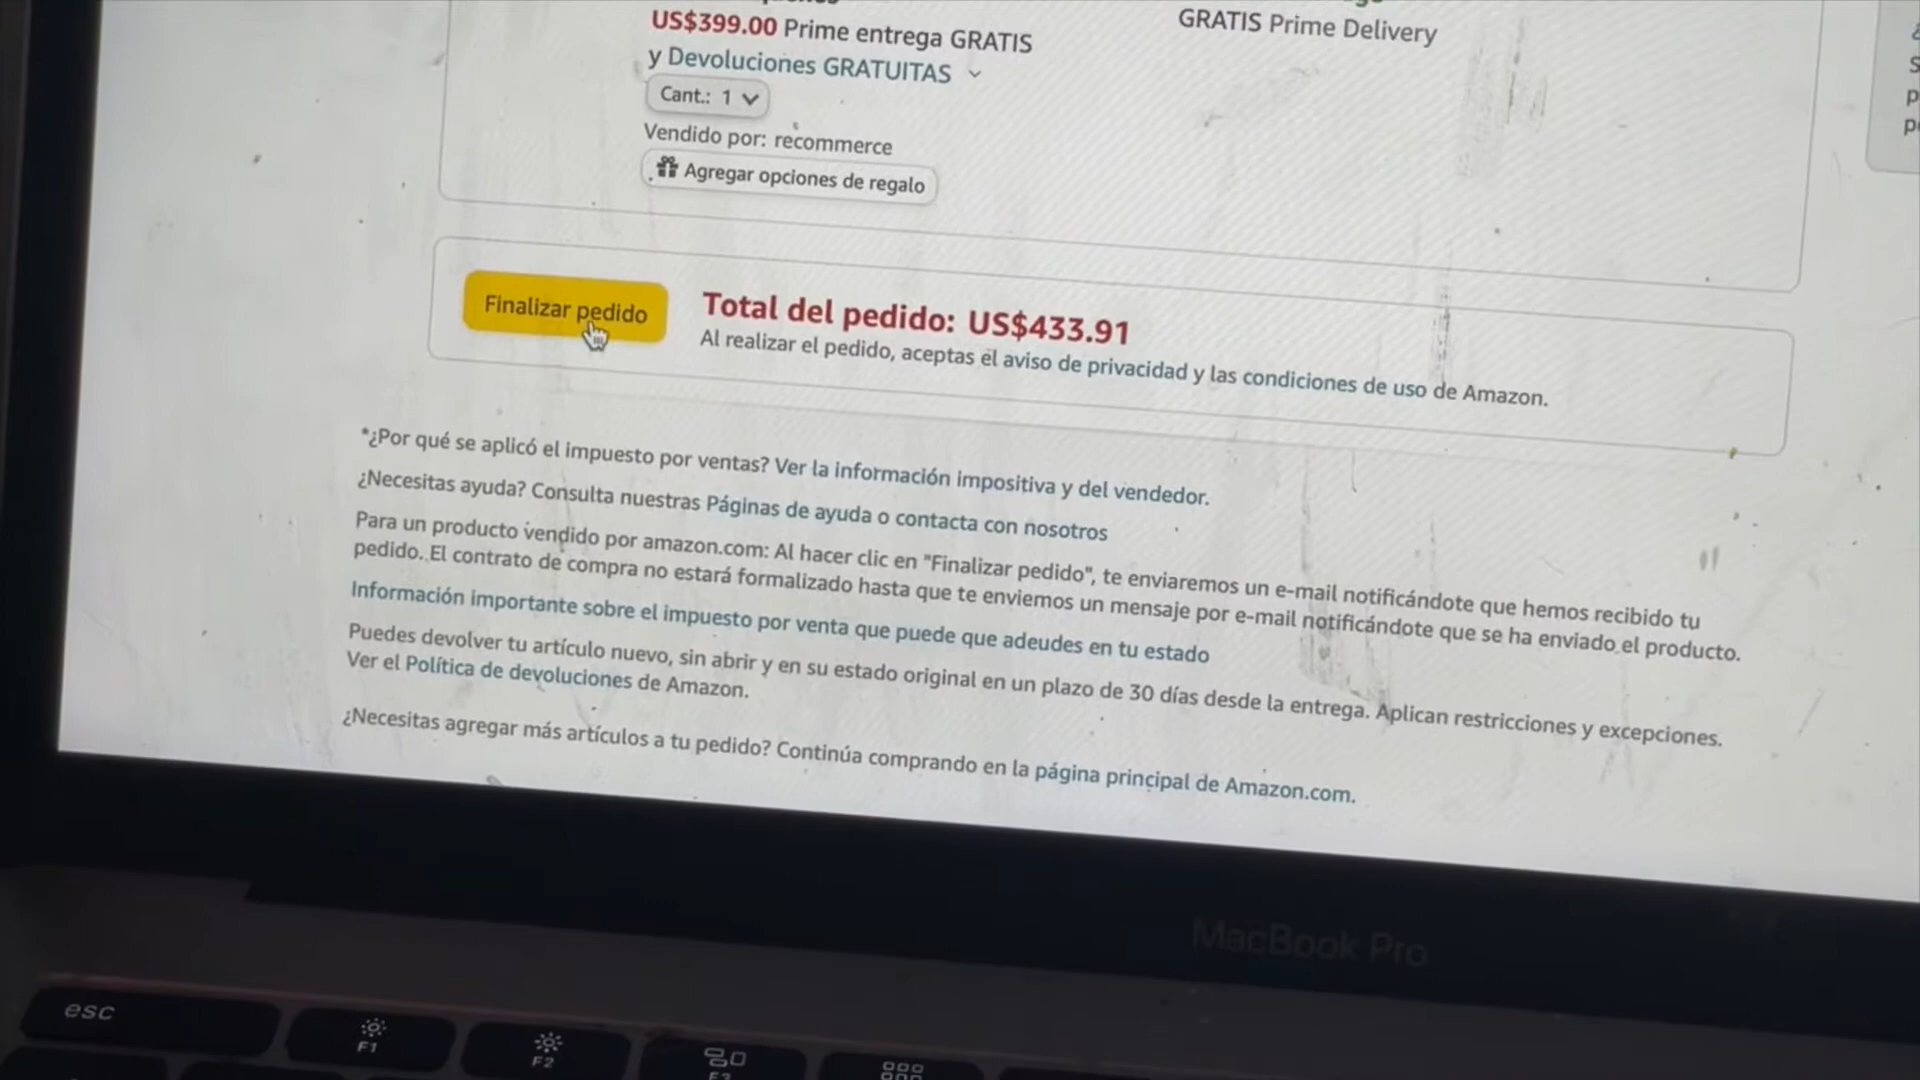 US$399.00 Prime entrega GRATIS
y Devoluciones GRATUITAS
Cant.: 1
Vendido por: recommerce
Agregar opciones de regalo
GRATIS Prime Delivery
Finalizar pedido
Total del pedido: US$433.91
Al realizar el pedido, aceptas el aviso de privacidad y las condiciones de uso de Amazon.
*¿Por qué se aplicó el impuesto por ventas? Ver la información impositiva y del vendedor.
¿Necesitas ayuda? Consulta nuestras Páginas de ayuda o contacta con nosotros
Para un producto vendido por amazon.com: Al hacer clic en "Finalizar pedido", te enviaremos un e-mail notificándote que hemos recibido tu
pedido. El contrato de compra no estará formalizado hasta que te enviemos un mensaje por e-mail notificándote que se ha enviado el producto.
Información importante sobre el impuesto por venta que puede que adeudes en tu estado
Puedes devolver tu artículo nuevo, sin abrir y en su estado original en un plazo de 30 días desde la entrega. Aplican restricciones y excepciones.
Ver el Política de devoluciones de Amazon.
¿Necesitas agregar más artículos a tu pedido? Continúa comprando en la página principal de Amazon.com.
MacBook Pro
esc
F1
F2